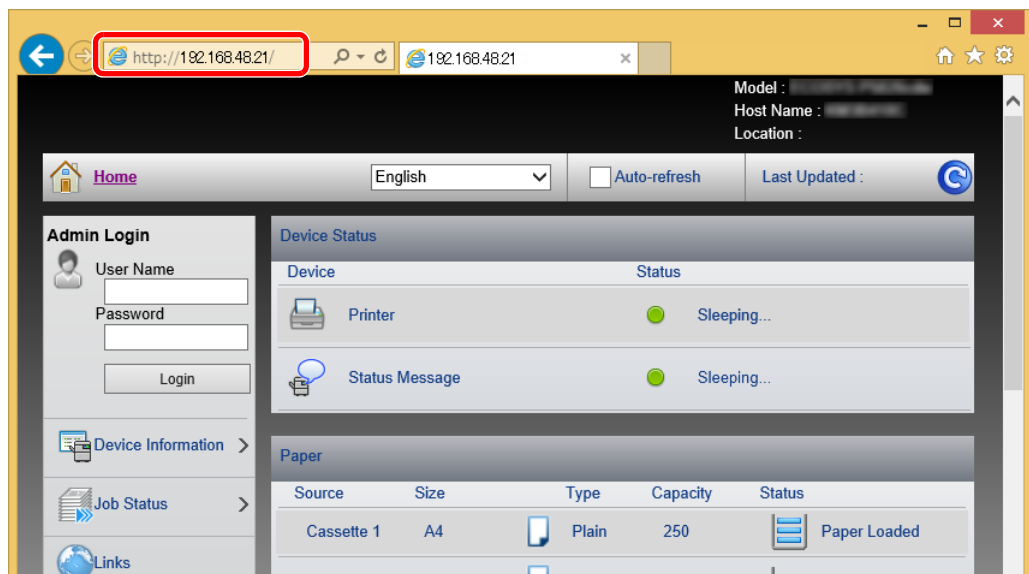 http://192.168.48.21/
192.168.48.21
Model :
Host Name :
Location :
Home
English
Auto-refresh
Last Updated :
Admin Login
User Name
Password
Login
Device Information
Job Status
Links
Device Status
Device Status
Printer Sleeping...
Status Message Sleeping...
Paper
Source Size Type Capacity Status
Cassette 1 A4 Plain 250 Paper Loaded